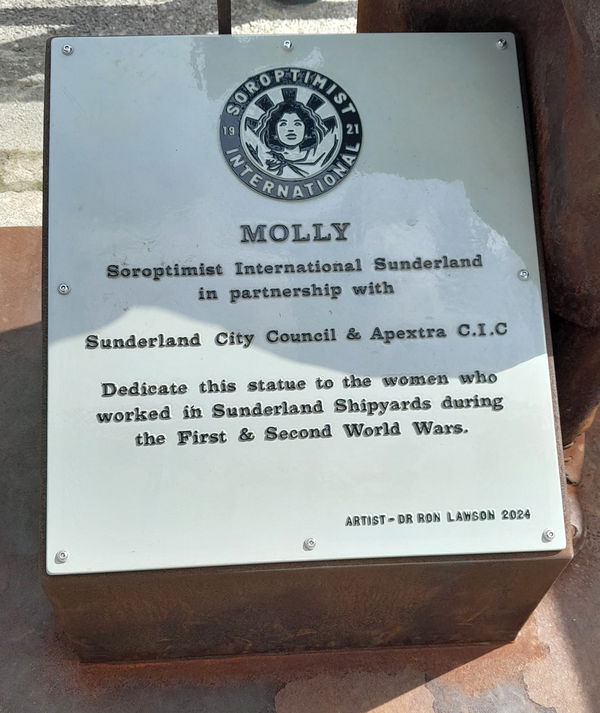 SOROPTIMIST
19 21
INTERNATIONAL
MOLLY
Soroptimist International Sunderland
in partnership with
Sunderland City Council & Apextra C.I.C
Dedicate this statue to the women who
worked in Sunderland Shipyards during
the First & Second World Wars.
ARTIST - DR RON LAWSON 2024